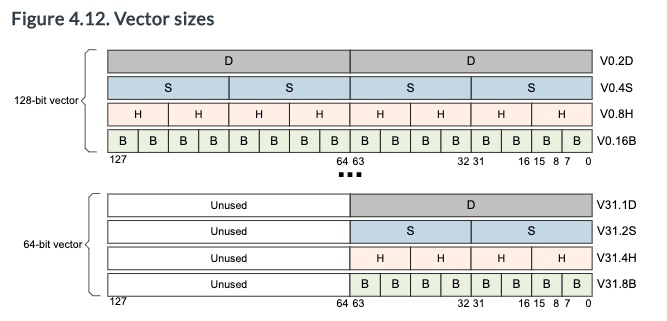 Figure 4.12. Vector sizes
D D V0.2D
S S S S V0.4S
128-bit vector
H H H H H H H H V0.8H
B B B B B B B B B B B B B B B B V0.16B
127 64 63 32 31 16 15 8 7 0
Unused D V31.1D
Unused S S V31.2S
64-bit vector
Unused H H H H V31.4H
Unused B B B B B B B B V31.8B
127 64 63 32 31 16 15 8 7 0